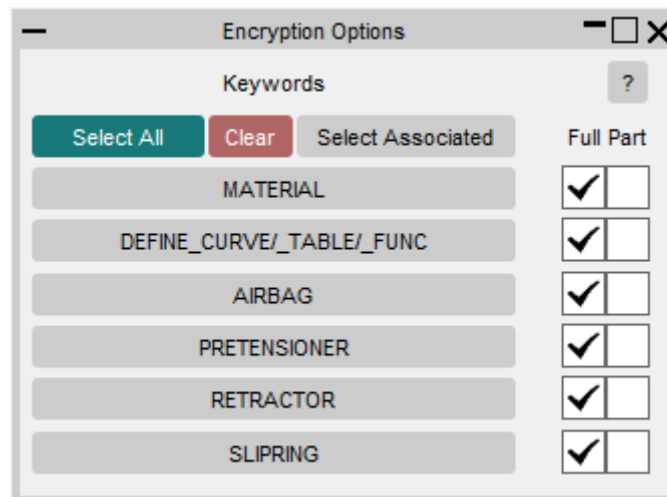 Encryption Options
Keywords ?
Select All Clear Select Associated Full Part
MATERIAL
DEFINE_CURVE/_TABLE/_FUNC
AIRBAG
PRETENSIONER
RETRACTOR
SLIPRING